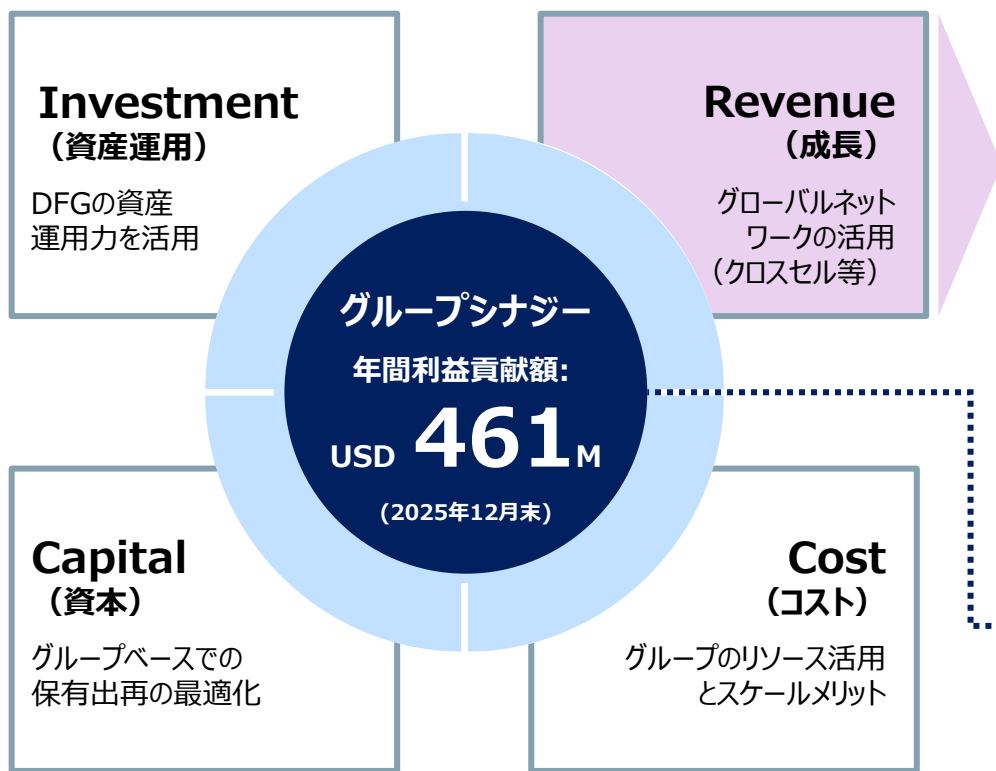 Investment
（資産運用）
DFGの資産
運用力を活用
Revenue
（成長）
グローバルネット
ワークの活用
（クロスセル等）
グループシナジー
年間利益貢献額:
USD 461M
(2025年12月末)
Capital
（資本）
グループベースでの
保有出再の最適化
Cost
（コスト）
グループのリソース活用
とスケールメリット